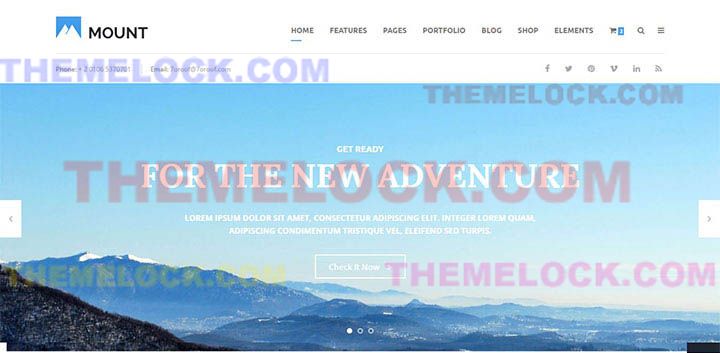 MOUNT
HOME FEATURES PAGES PORTFOLIO BLOG SHOP ELEMENTS 3
Phone: + 2 0106 5370701 Email: 7oroof@7oroof.com
THEMELOCK.COM
THEMELOCK.COM
GET READY
FOR THE NEW ADVENTURE
THEMELOCK.COM
LOREM IPSUM DOLOR SIT AMET, CONSECTETUR ADIPISCING ELIT. INTEGER LOREM QUAM,
ADIPISCING CONDIMENTUM TRISTIQUE VEL, ELEIFEND SED TURPIS.
Check It Now >
THEMELOCK.COM
THEMELOCK.COM